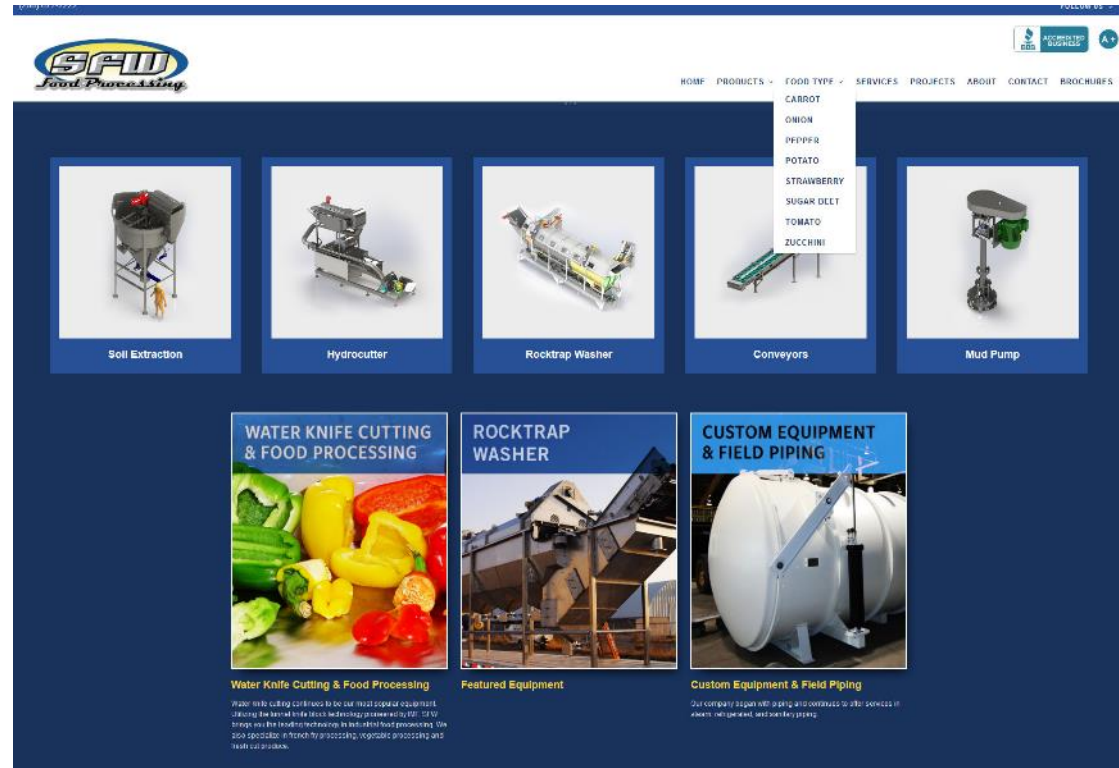 FOLLOW US
SFW
Food Processing
BBB
ACCREDITED
BUSINESS
A+
HOME PRODUCTS FOOD TYPE SERVICES PROJECTS ABOUT CONTACT BROCHURES
CARROT
ONION
PEPPER
POTATO
STRAWBERRY
SUGAR BEET
TOMATO
ZUCCHINI
Soil Extraction
Hydrocutter
Rocktrap Washer
Conveyors
Mud Pump
WATER KNIFE CUTTING
& FOOD PROCESSING
ROCKTRAP
WASHER
CUSTOM EQUIPMENT
& FIELD PIPING
Water Knife Cutting & Food Processing
Water knife cutting continues to be our most popular equipment.
Utilizing the tunnel knife block technology pioneered by IMI, SFW
brings you the leading technology in industrial food processing. We
also specialize in french fry processing, vegetable processing and
fresh cut produce.
Featured Equipment
Custom Equipment & Field Piping
Our company began with piping and continues to offer services in
steam, refrigerated, and sanitary piping.